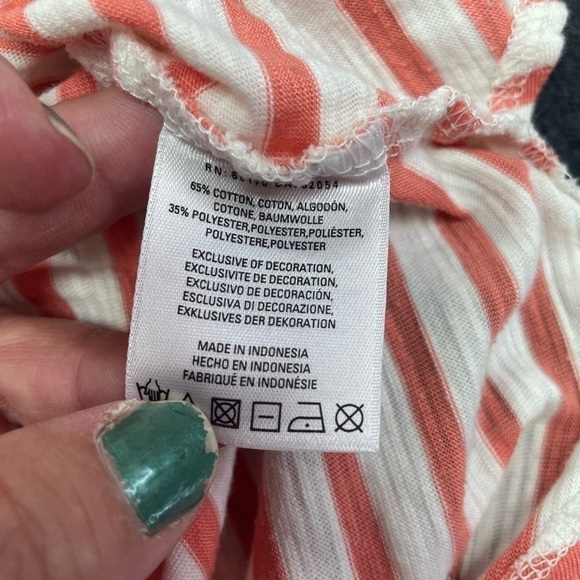 RN:
65% COTTON, COTON, ALGODÓN,
COTONE, BAUMWOLLE
35% POLYESTER,POLYESTER,POLIÉSTER,
POLYESTERE,POLYESTER
EXCLUSIVE OF DECORATION,
EXCLUSIVITE DE DECORATION,
EXCLUSIVO DE DECORACIÓN,
ESCLUSIVA DI DECORAZIONE,
EXKLUSIVES DER DEKORATION
MADE IN INDONESIA
HECHO EN INDONESIA
FABRIQUÉ EN INDONÉSIE